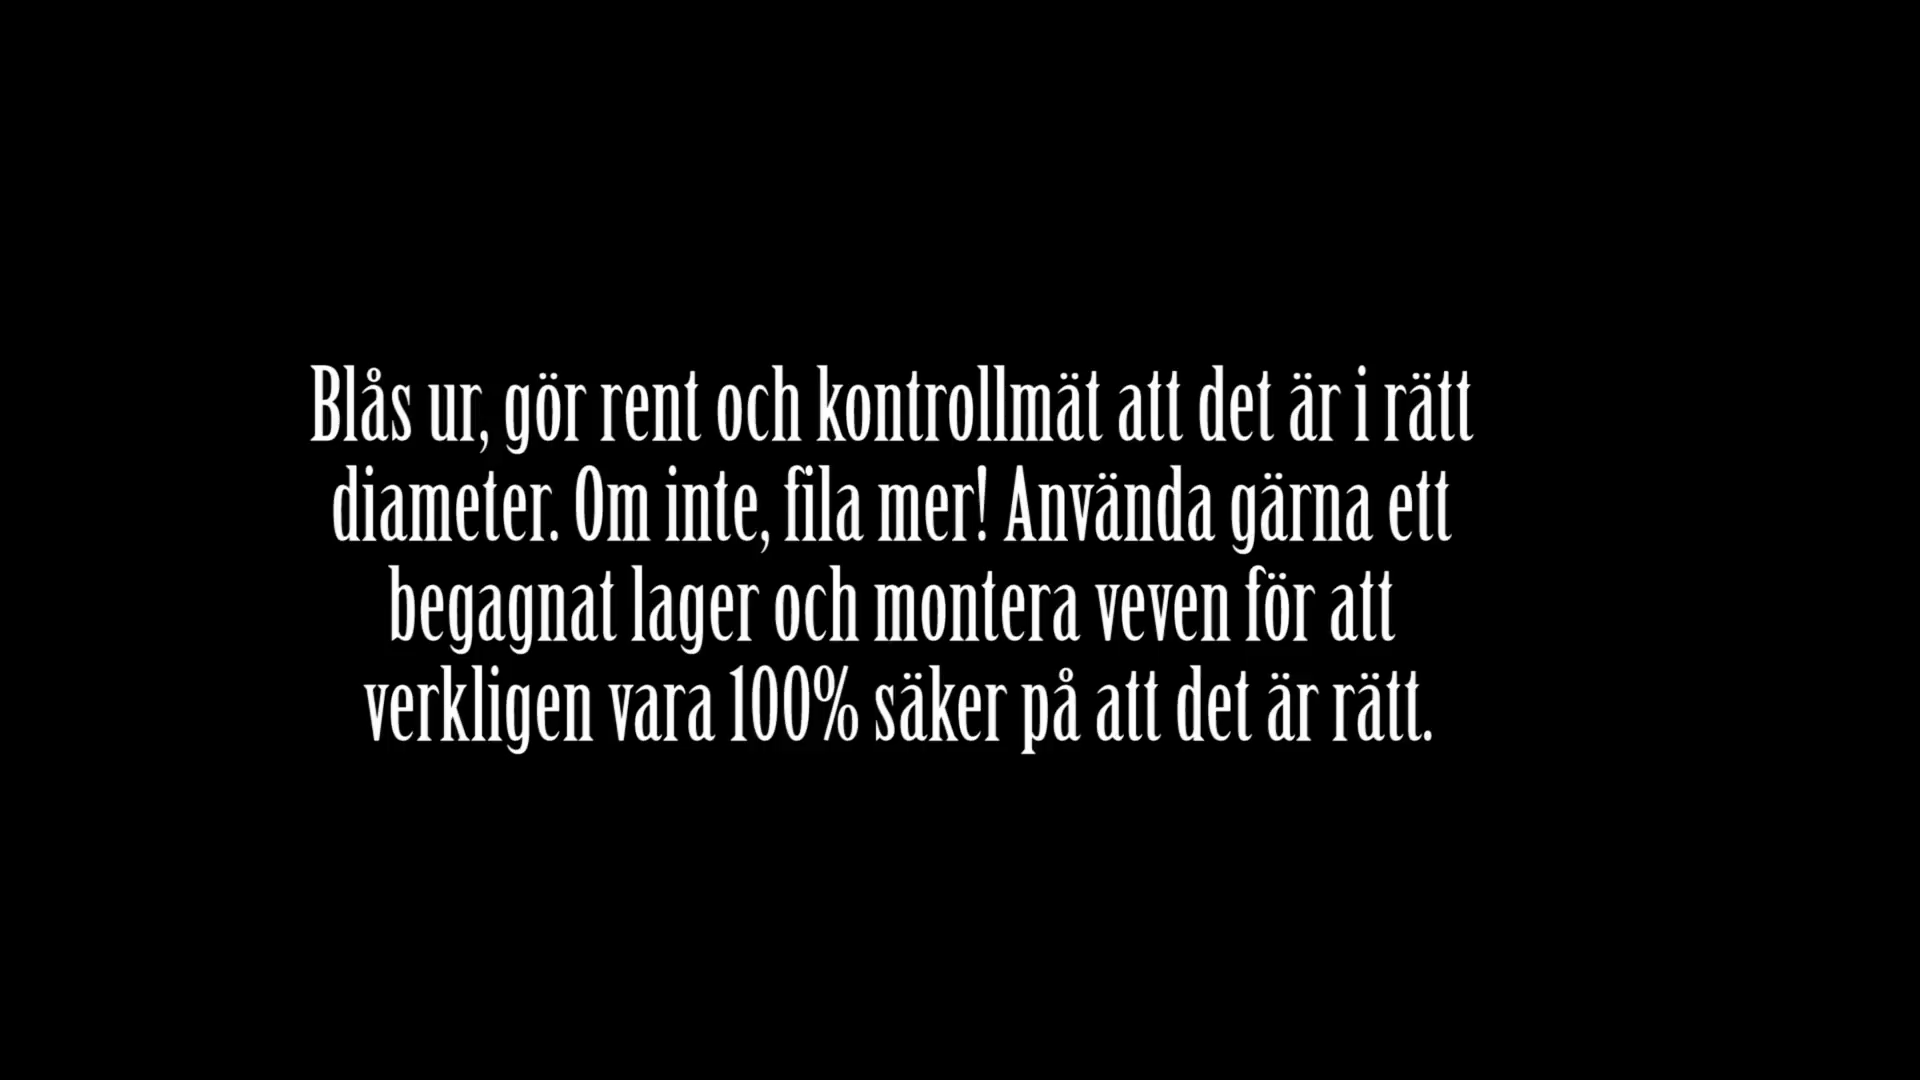 Blås ur, gör rent och kontrollmät att det är i rätt
diameter. Om inte, fila mer! Använda gärna ett
begagnat lager och montera veven för att
verkligen vara 100% säker på att det är rätt.